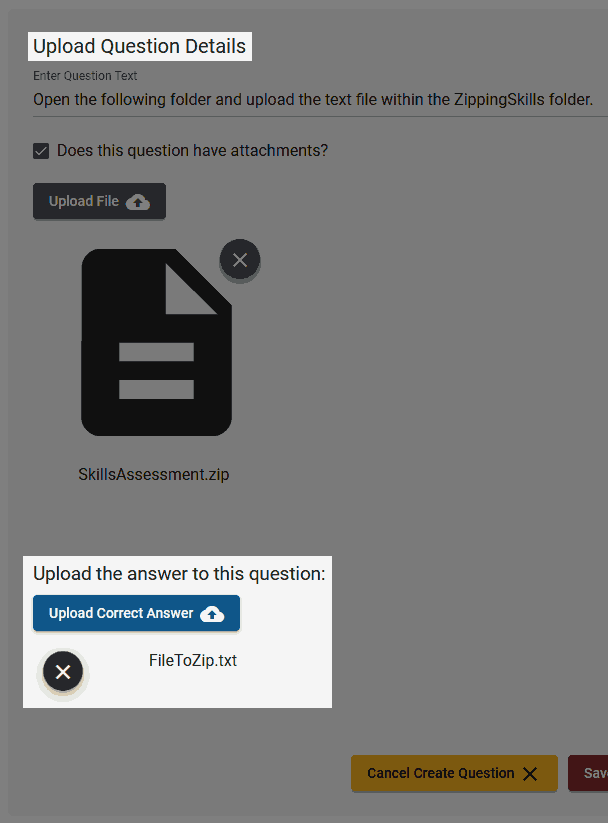 Upload Question Details
Enter Question Text
Open the following folder and upload the text file within the ZippingSkills folder.
Does this question have attachments?
Upload File
SkillsAssessment.zip
Upload the answer to this question:
Upload Correct Answer
FileToZip.txt
Cancel Create Question